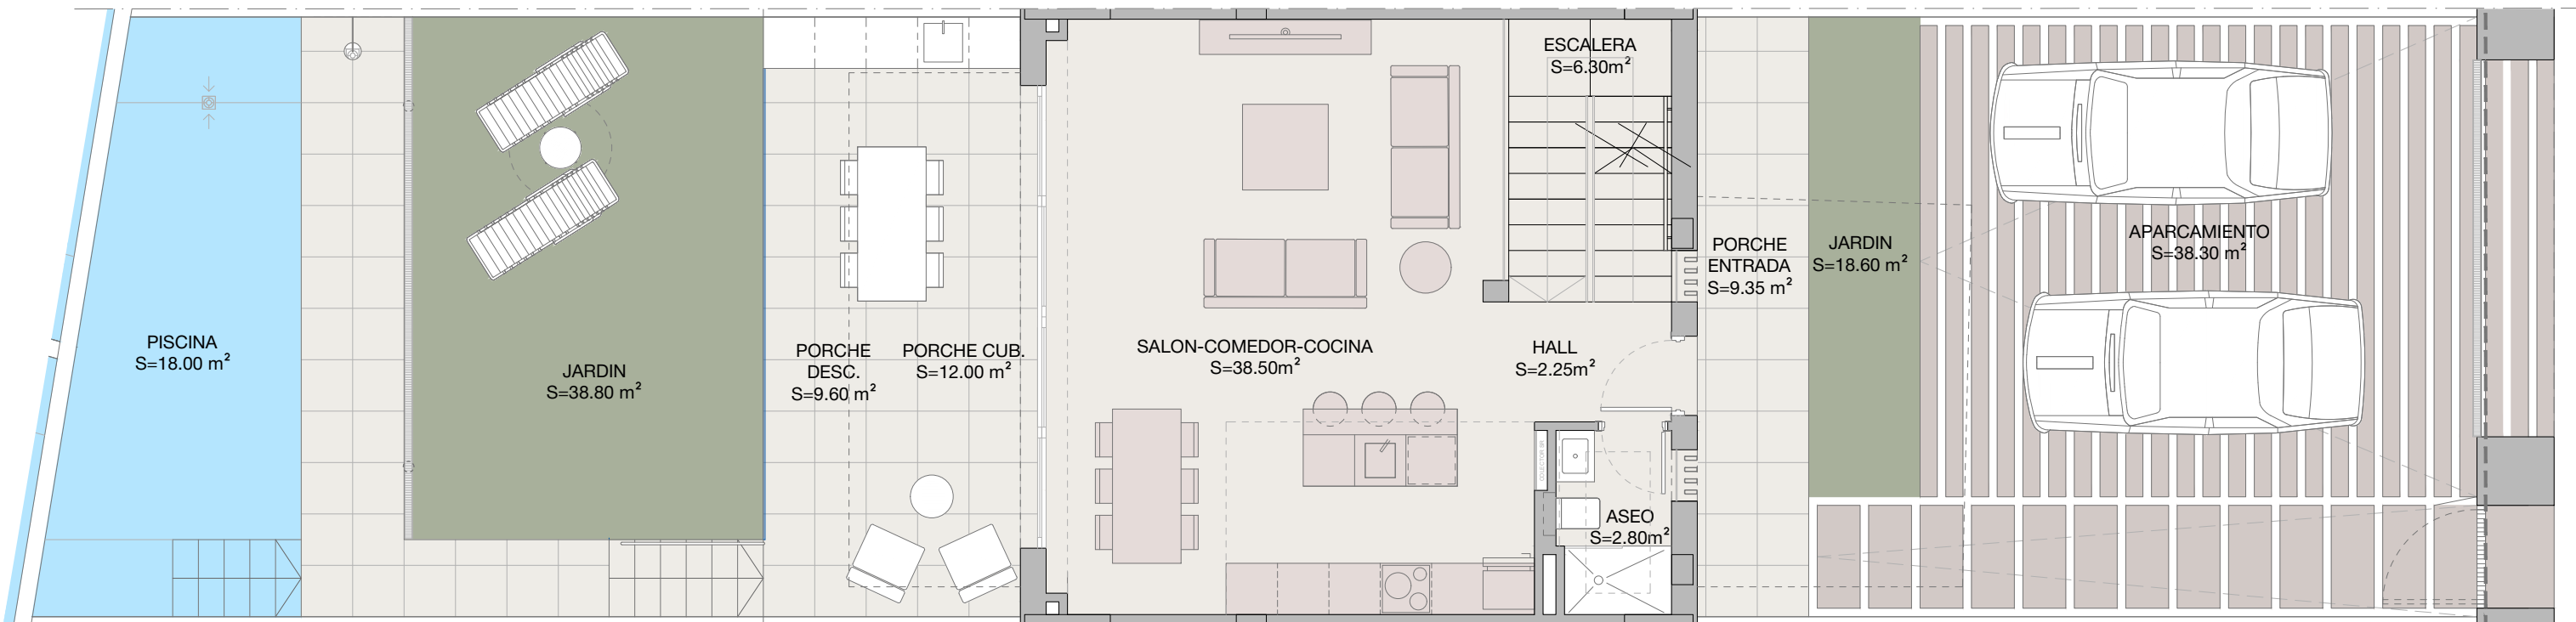 PISCINA
S=18.00 m²
JARDIN
S=38.80 m²
PORCHE
DESC.
S=9.60 m²
PORCHE CUB.
S=12.00 m²
SALON-COMEDOR-COCINA
S=38.50m²
ESCALERA
S=6.30m²
HALL
S=2.25m²
ASEO
S=2.80m²
PORCHE
ENTRADA
S=9.35 m²
JARDIN
S=18.60 m²
APARCAMIENTO
S=38.30 m²